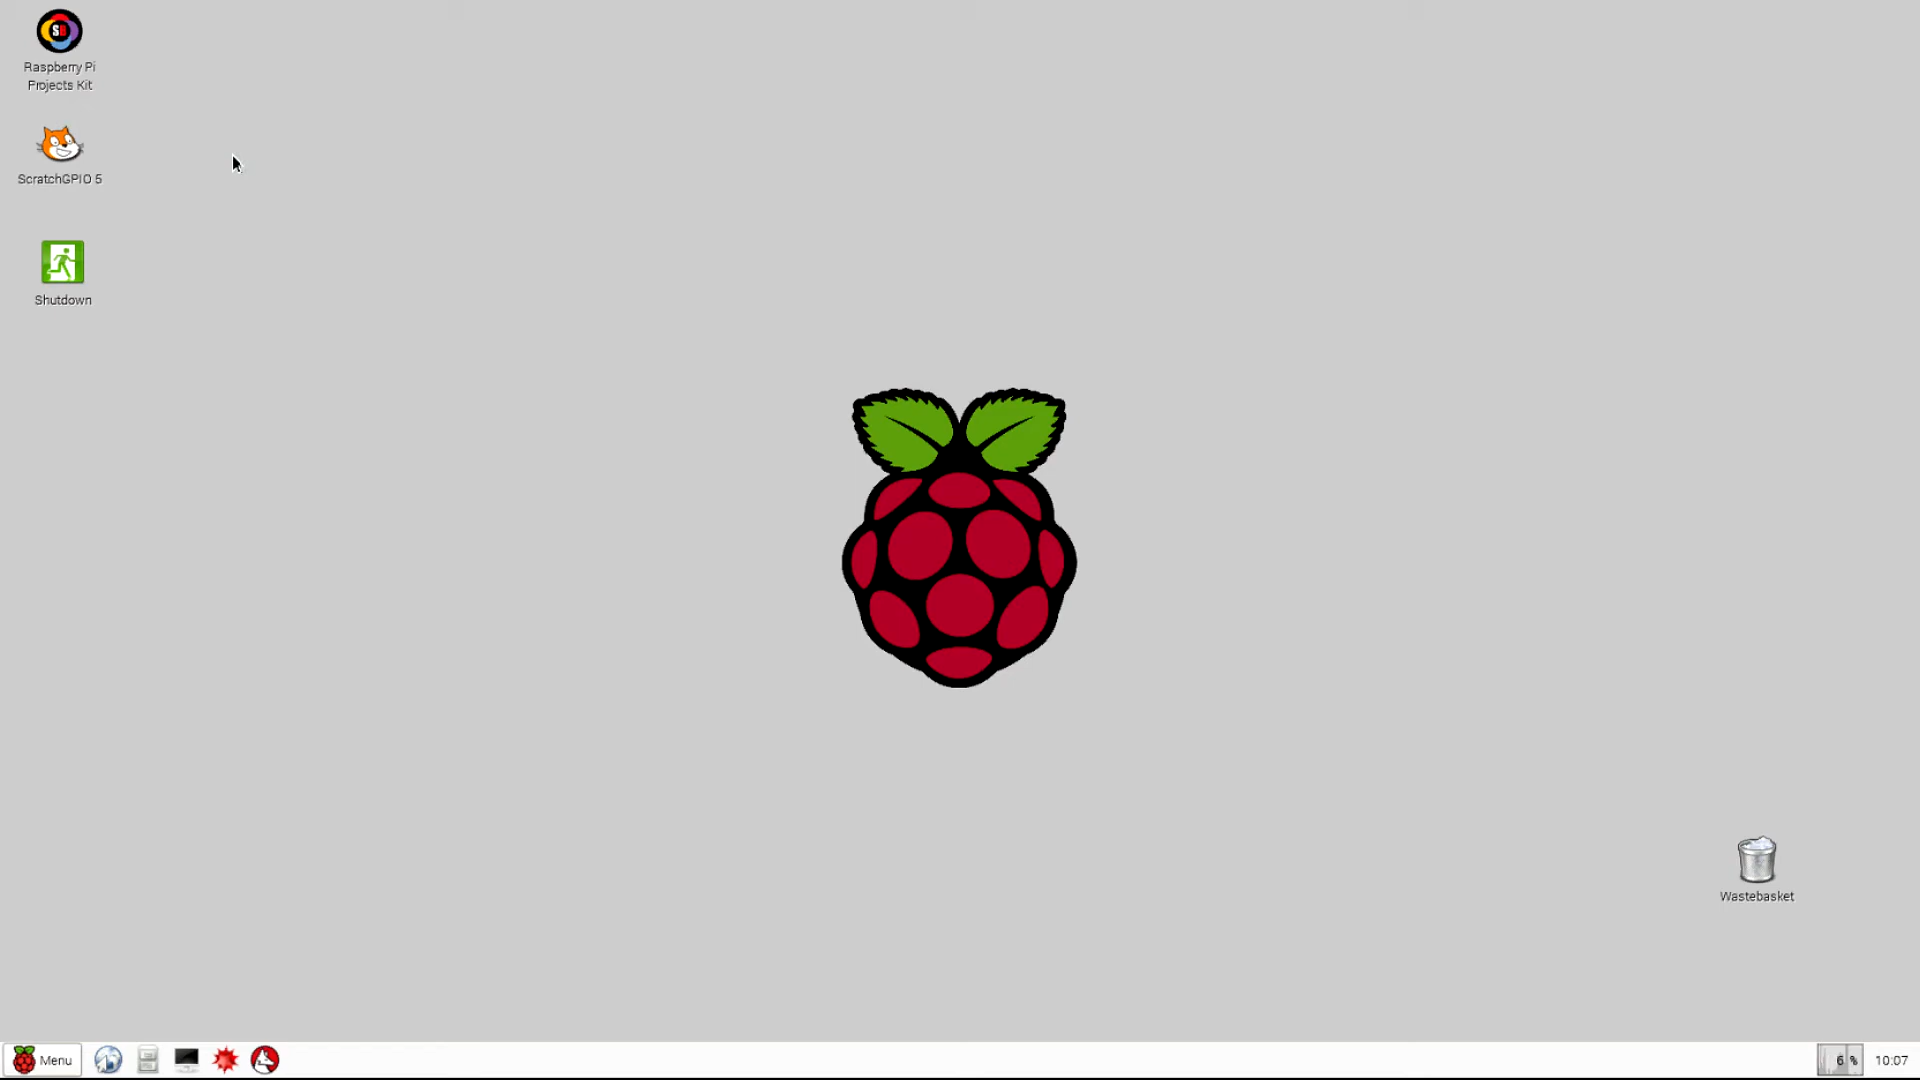 Raspberry Pi
Projects Kit
ScratchGPIO 5
Shutdown
Wastebasket
Menu
6 %
10:07